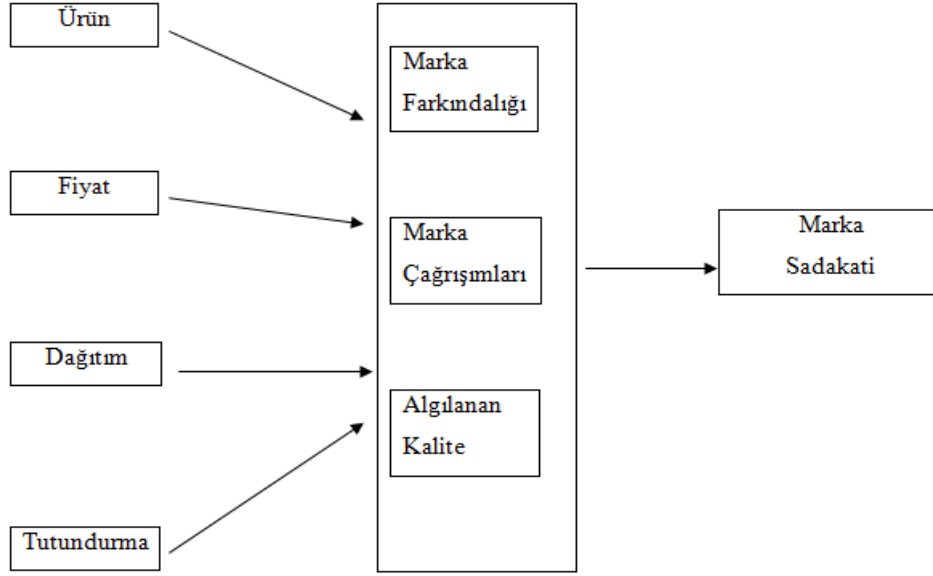 Ürün
Fiyat
Dağıtım
Tutundurma
Marka
Farkındalığı
Marka
Çağrışımları
Algılanan
Kalite
Marka
Sadakati